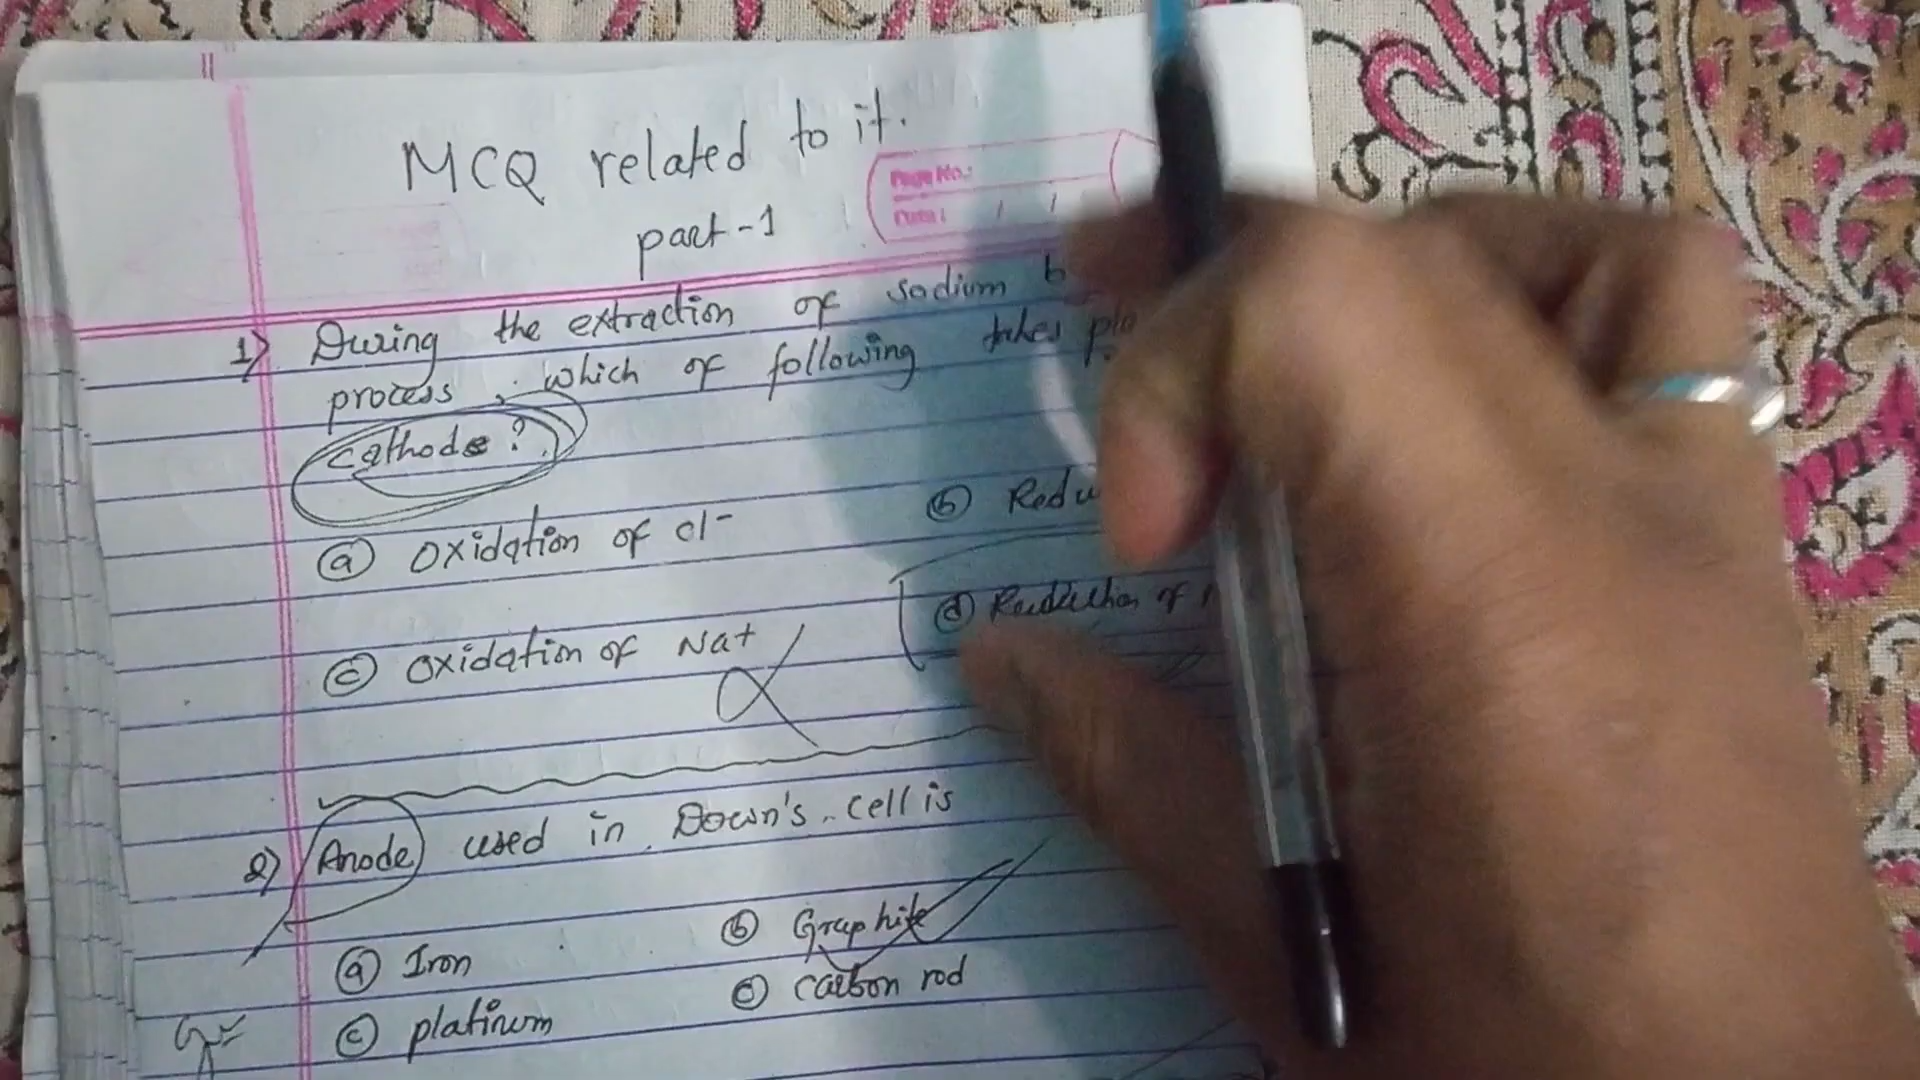 MCQ related to it.
part-1
Page No.:
Date: / /
1) During the extraction of sodium b
process, which of following takes pla
cathode?
(a) Oxidation of Cl- (b) Redu
(c) Oxidation of Na+ (d) Reduction of
2) Anode used in Down's cell is
(a) Iron (b) Graphite
(c) platinum (d) carbon rod